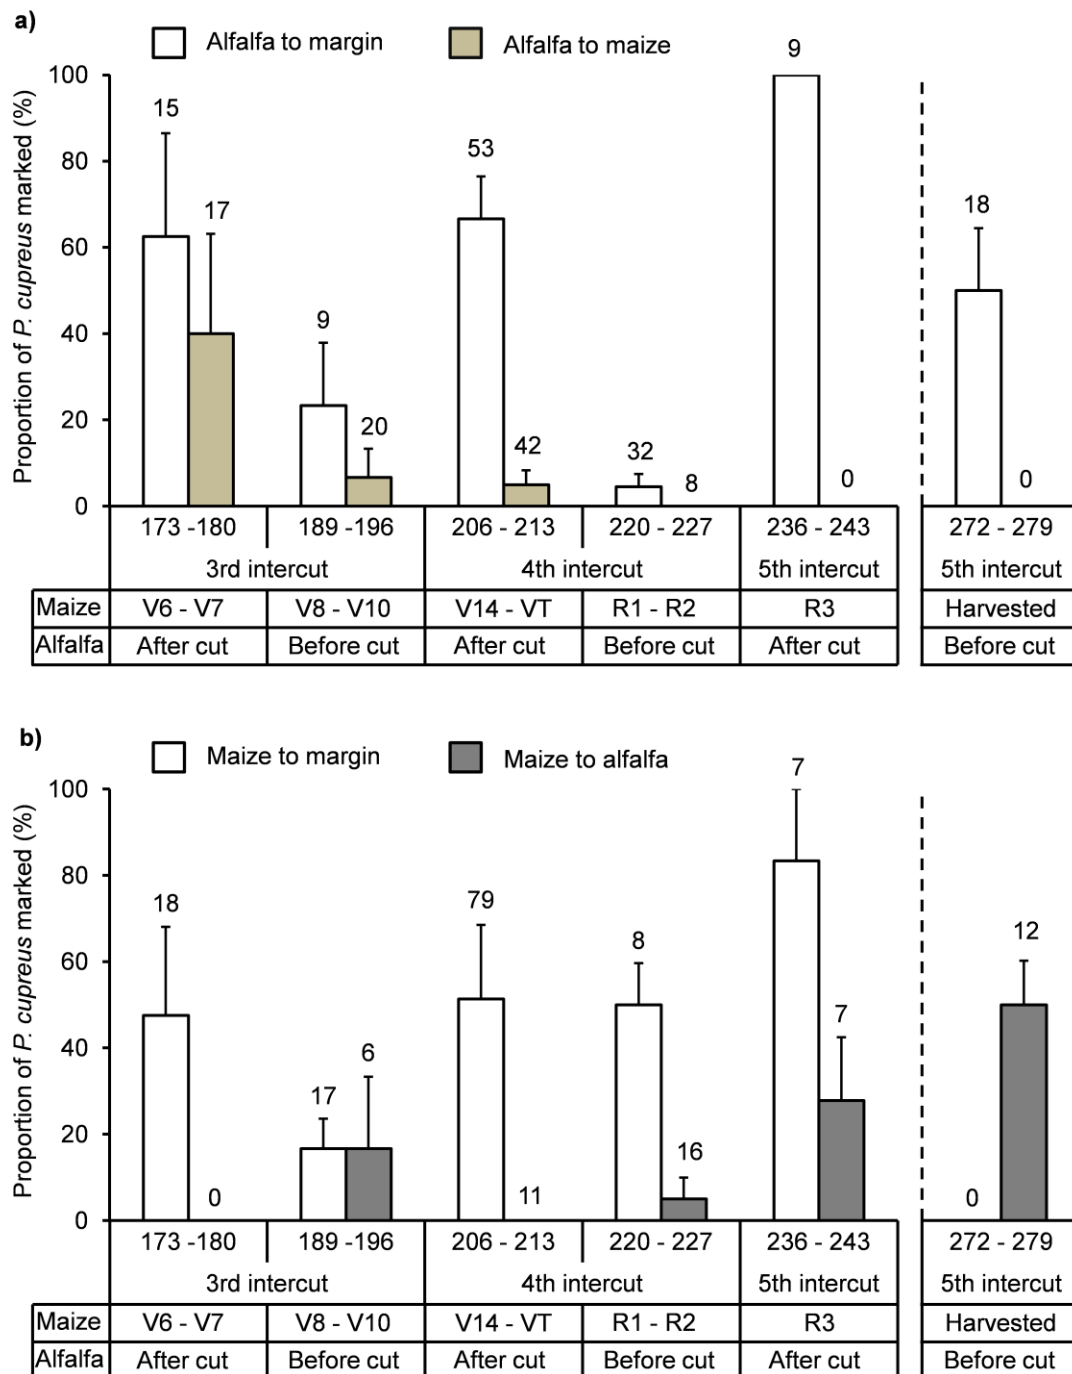 a)
Alfalfa to margin
Alfalfa to maize
Proportion of P. cupreus marked (%)
100
80
60
40
20
0
15
17
9
20
53
42
32
8
9
0
18
0
173 -180
189 -196
206 - 213
220 - 227
236 - 243
272 - 279
3rd intercut
4th intercut
5th intercut
5th intercut
Maize
V6 - V7
V8 - V10
V14 - VT
R1 - R2
R3
Harvested
Alfalfa
After cut
Before cut
After cut
Before cut
After cut
Before cut
b)
Maize to margin
Maize to alfalfa
Proportion of P. cupreus marked (%)
100
80
60
40
20
0
18
0
17
6
79
11
8
16
7
7
0
12
173 -180
189 -196
206 - 213
220 - 227
236 - 243
272 - 279
3rd intercut
4th intercut
5th intercut
5th intercut
Maize
V6 - V7
V8 - V10
V14 - VT
R1 - R2
R3
Harvested
Alfalfa
After cut
Before cut
After cut
Before cut
After cut
Before cut